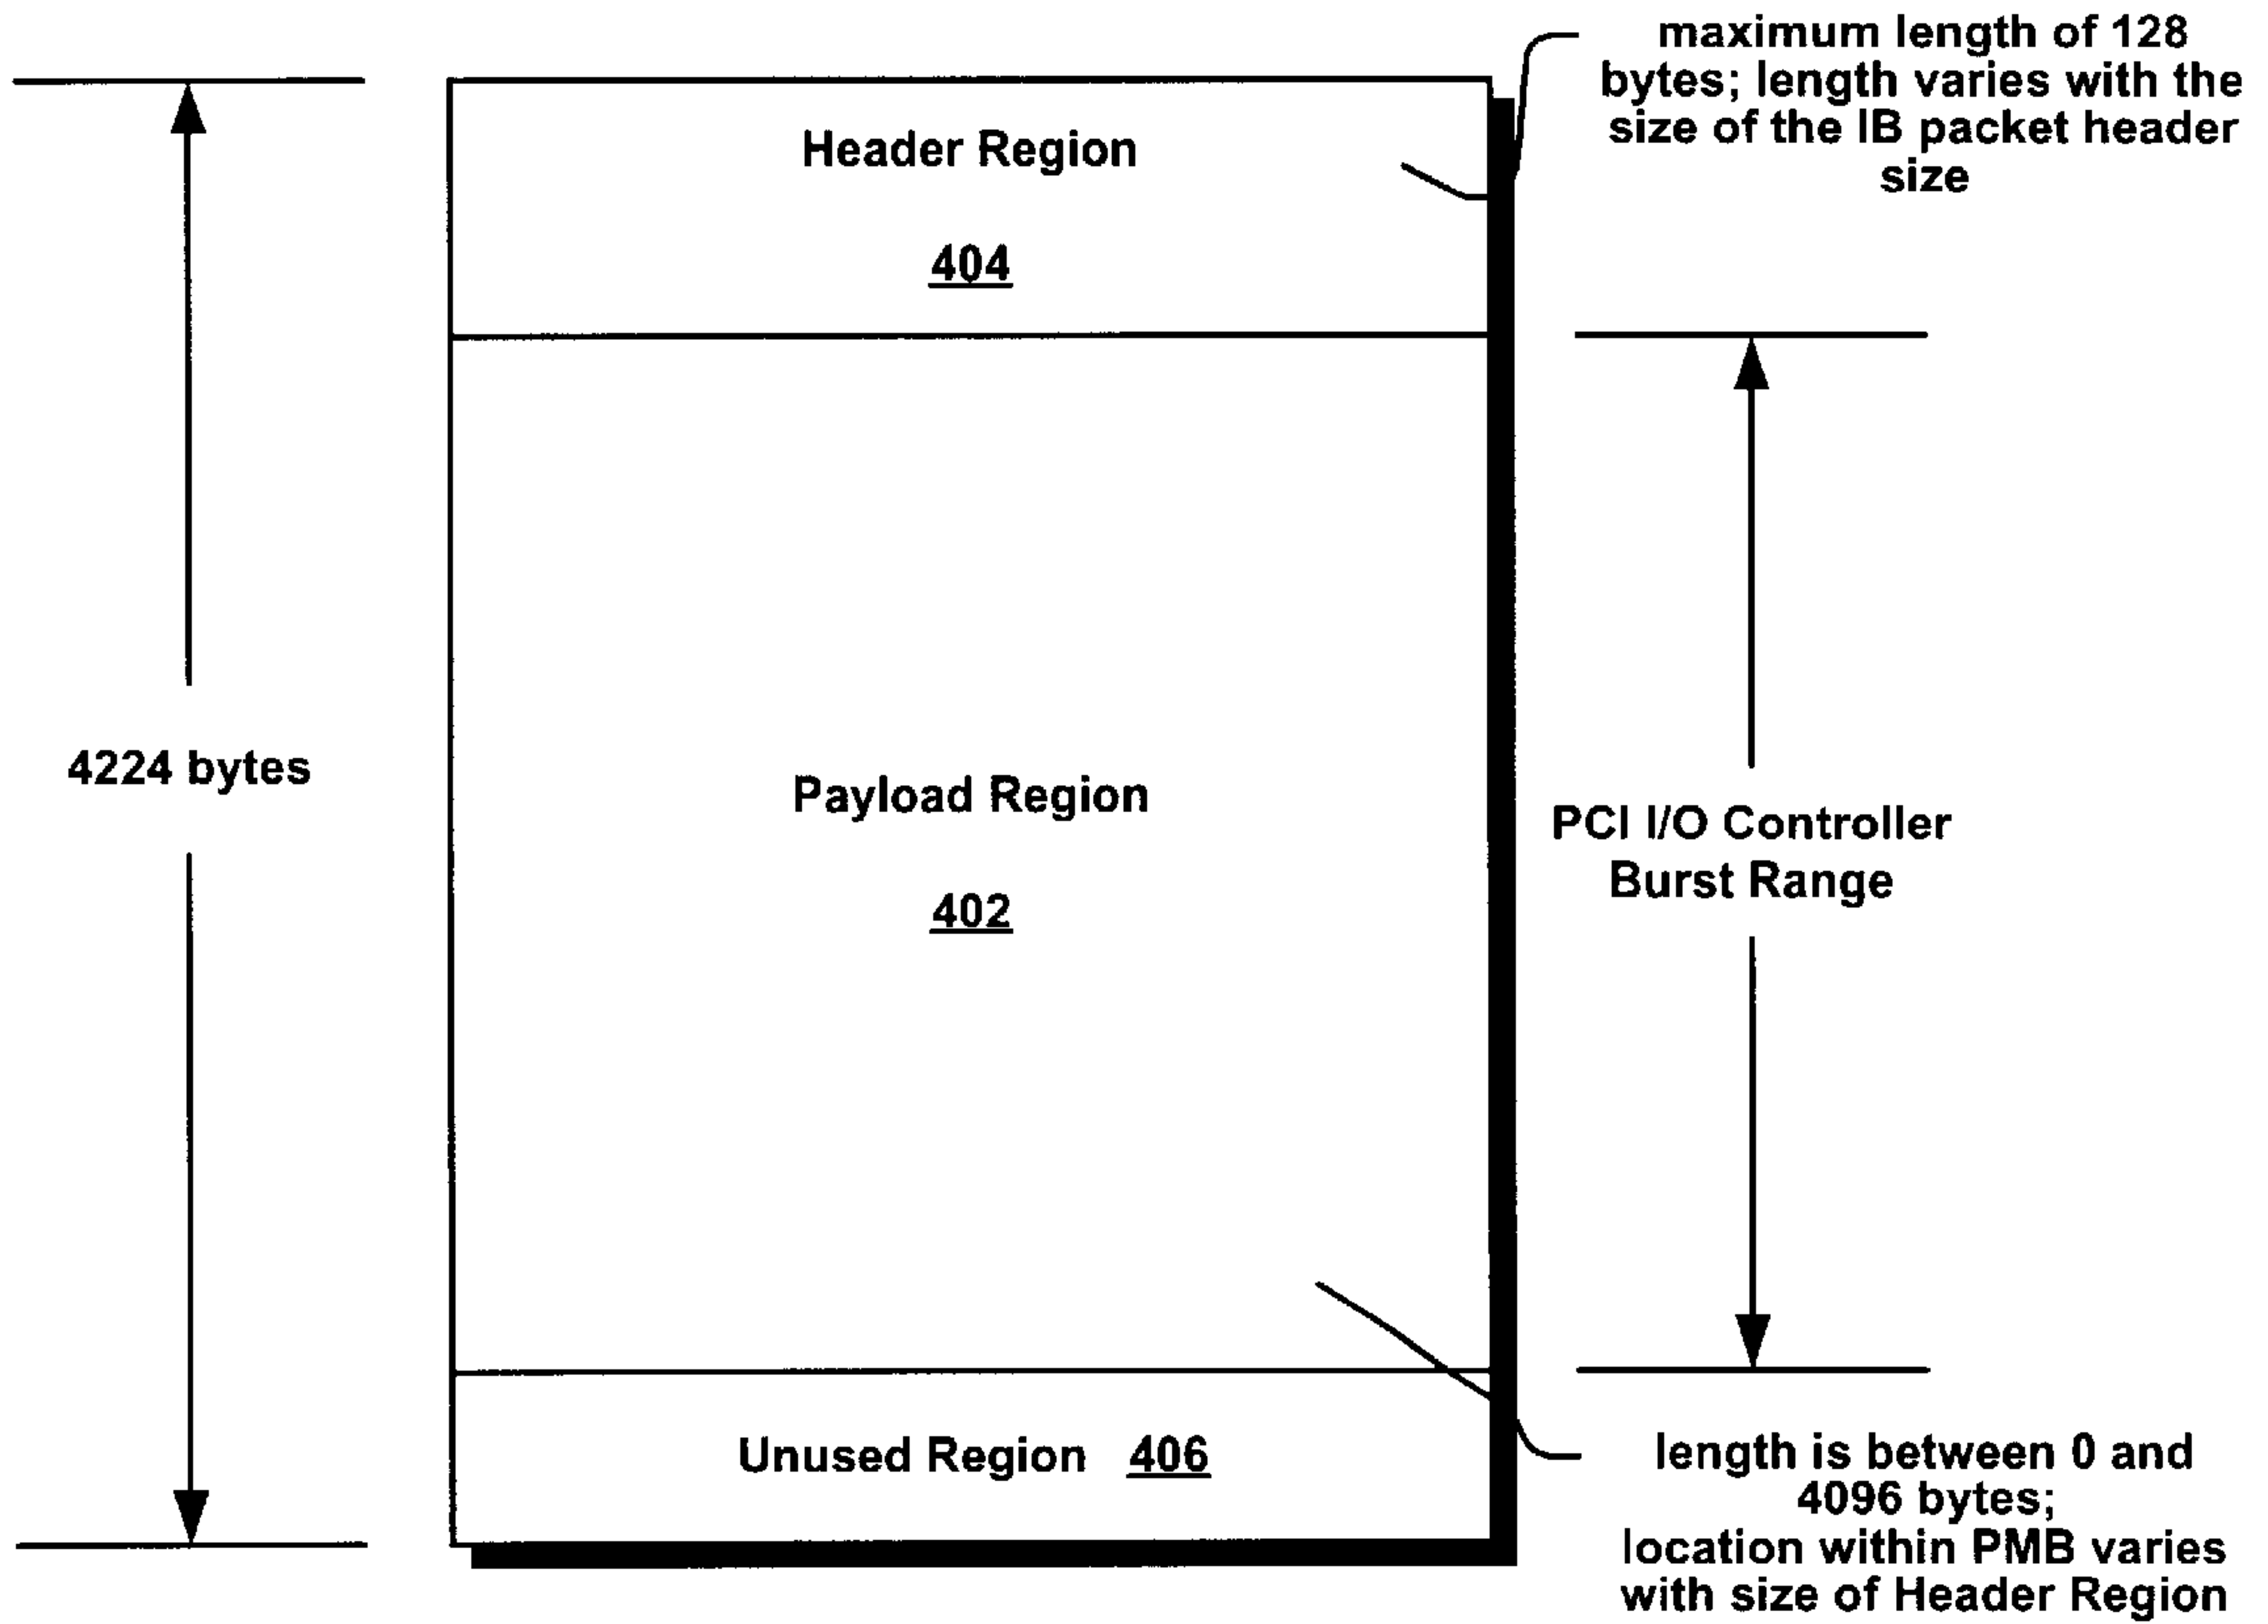 maximum length of 128
bytes; length varies with the
size of the IB packet header
size
Header Region
404
4224 bytes
Payload Region
402
PCI I/O Controller
Burst Range
Unused Region 406
length is between 0 and
4096 bytes;
location within PMB varies
with size of Header Region